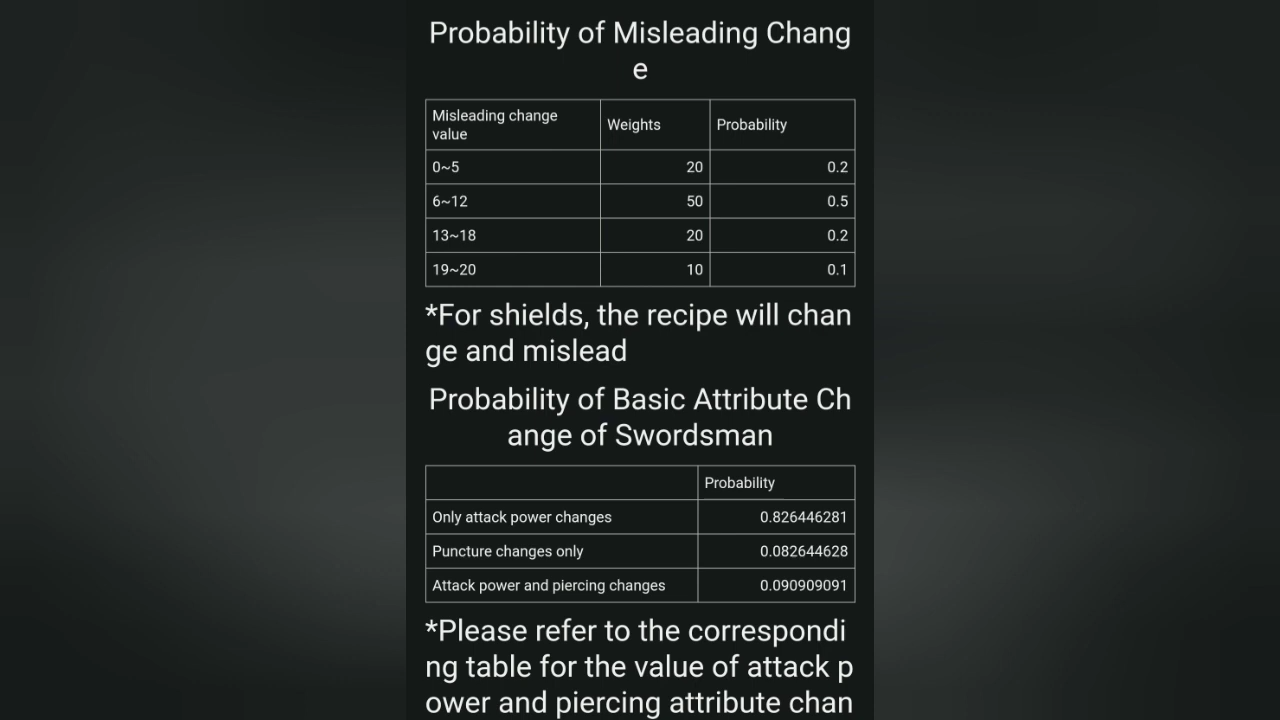 Probability of Misleading Chang
e
Misleading change
value
Weights
Probability
0~5 20 0.2
6~12 50 0.5
13~18 20 0.2
19~20 10 0.1
*For shields, the recipe will chan
ge and mislead
Probability of Basic Attribute Ch
ange of Swordsman
Probability
Only attack power changes 0.826446281
Puncture changes only 0.082644628
Attack power and piercing changes 0.090909091
*Please refer to the correspondi
ng table for the value of attack p
ower and piercing attribute chan